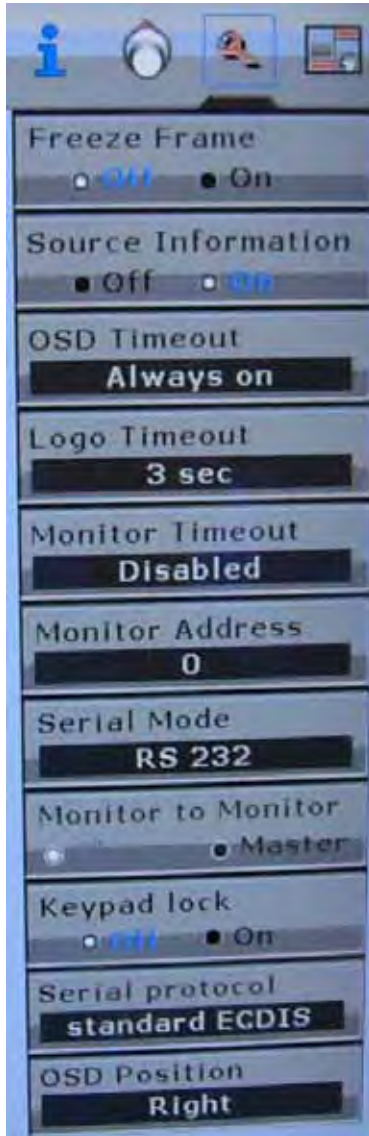 Freeze Frame
Off On
Source Information
Off On
OSD Timeout
Always on
Logo Timeout
3 sec
Monitor Timeout
Disabled
Monitor Address
0
Serial Mode
RS 232
Monitor to Monitor
Master
Keypad lock
Off On
Serial protocol
standard ECDIS
OSD Position
Right